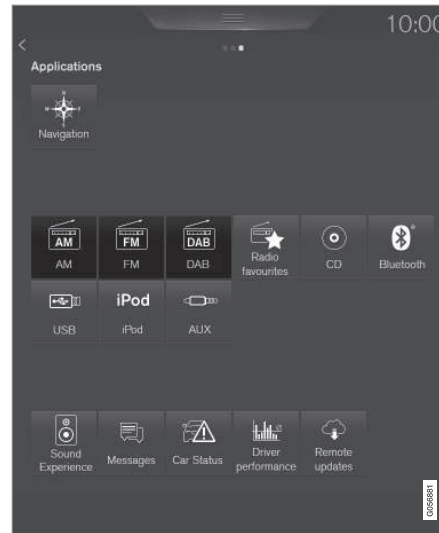 10:00
Applications
Navigation
AM FM DAB
AM FM DAB Radio favourites CD Bluetooth
iPod
USB iPod AUX
Sound Experience Messages Car Status Driver performance Remote updates
G056881